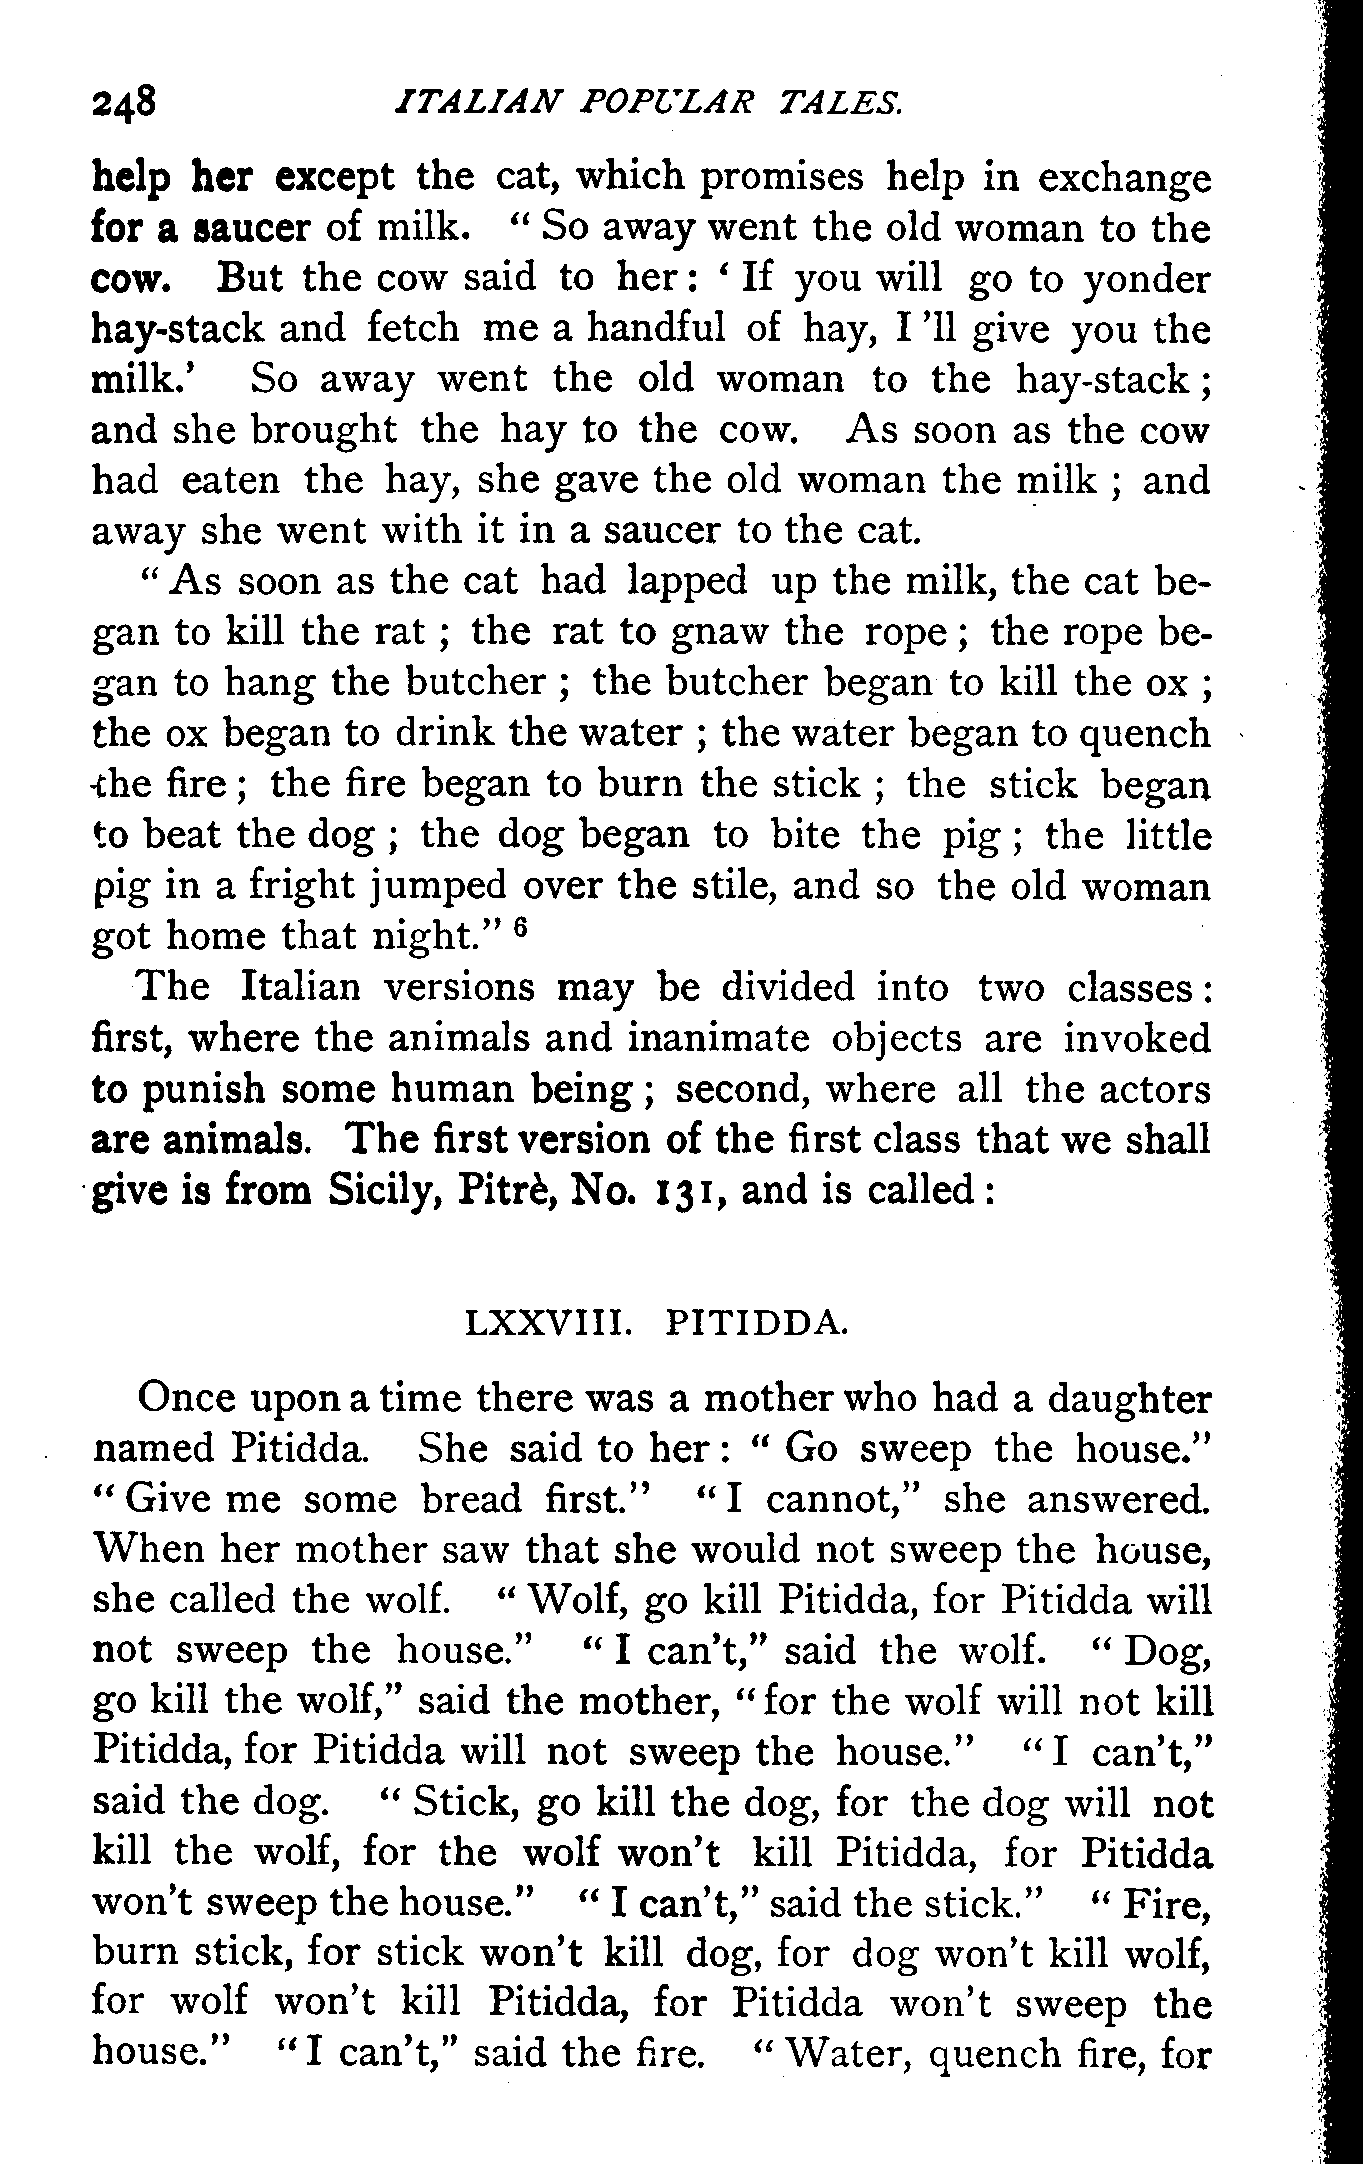 248 ITALIAN POPULAR TALES.
help her except the cat, which promises help in exchange
for a saucer of milk. " So away went the old woman to the
cow. But the cow said to her: ' If you will go to yonder
hay-stack and fetch me a handful of hay, I 'll give you the
milk.' So away went the old woman to the hay-stack ;
and she brought the hay to the cow. As soon as the cow
had eaten the hay, she gave the old woman the milk ; and
away she went with it in a saucer to the cat.
" As soon as the cat had lapped up the milk, the cat be-
gan to kill the rat ; the rat to gnaw the rope ; the rope be-
gan to hang the butcher ; the butcher began to kill the ox ;
the ox began to drink the water ; the water began to quench
the fire ; the fire began to burn the stick ; the stick began
to beat the dog ; the dog began to bite the pig ; the little
pig in a fright jumped over the stile, and so the old woman
got home that night." 6
The Italian versions may be divided into two classes :
first, where the animals and inanimate objects are invoked
to punish some human being ; second, where all the actors
are animals. The first version of the first class that we shall
give is from Sicily, Pitrè, No. 131, and is called :
LXXVIII. PITIDDA.
Once upon a time there was a mother who had a daughter
named Pitidda. She said to her : " Go sweep the house."
" Give me some bread first." " I cannot," she answered.
When her mother saw that she would not sweep the house,
she called the wolf. " Wolf, go kill Pitidda, for Pitidda will
not sweep the house." " I can't," said the wolf. " Dog,
go kill the wolf," said the mother, " for the wolf will not kill
Pitidda, for Pitidda will not sweep the house." " I can't,"
said the dog. " Stick, go kill the dog, for the dog will not
kill the wolf, for the wolf won't kill Pitidda, for Pitidda
won't sweep the house." " I can't," said the stick." " Fire,
burn stick, for stick won't kill dog, for dog won't kill wolf,
for wolf won't kill Pitidda, for Pitidda won't sweep the
house." " I can't," said the fire. " Water, quench fire, for